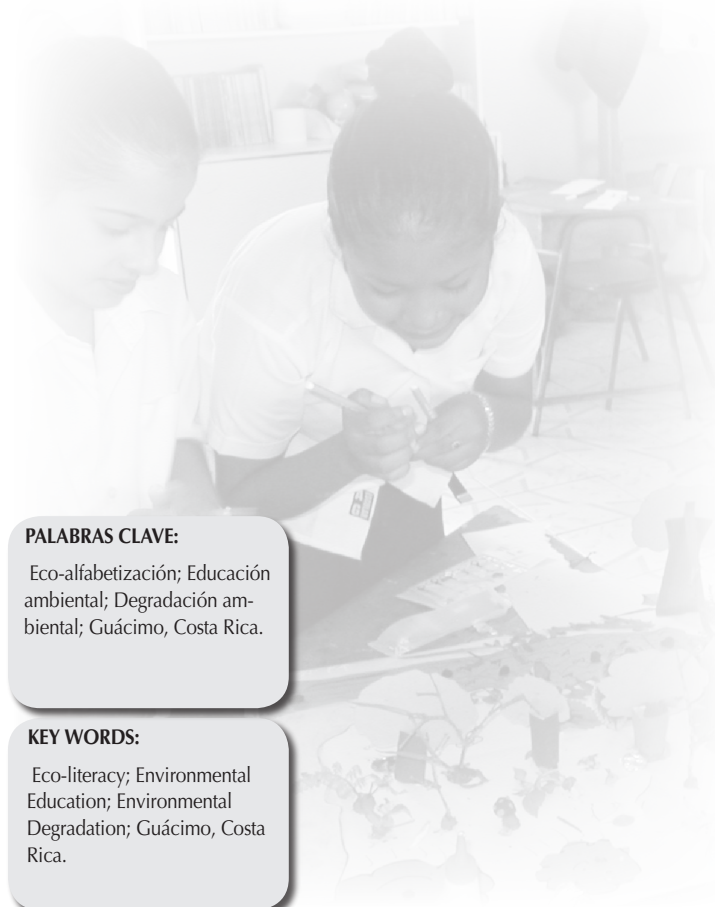 PALABRAS CLAVE:
Eco-alfabetización; Educación
ambiental; Degradación am-
biental; Guácimo, Costa Rica.
KEY WORDS:
Eco-literacy; Environmental
Education; Environmental
Degradation; Guácimo, Costa
Rica.